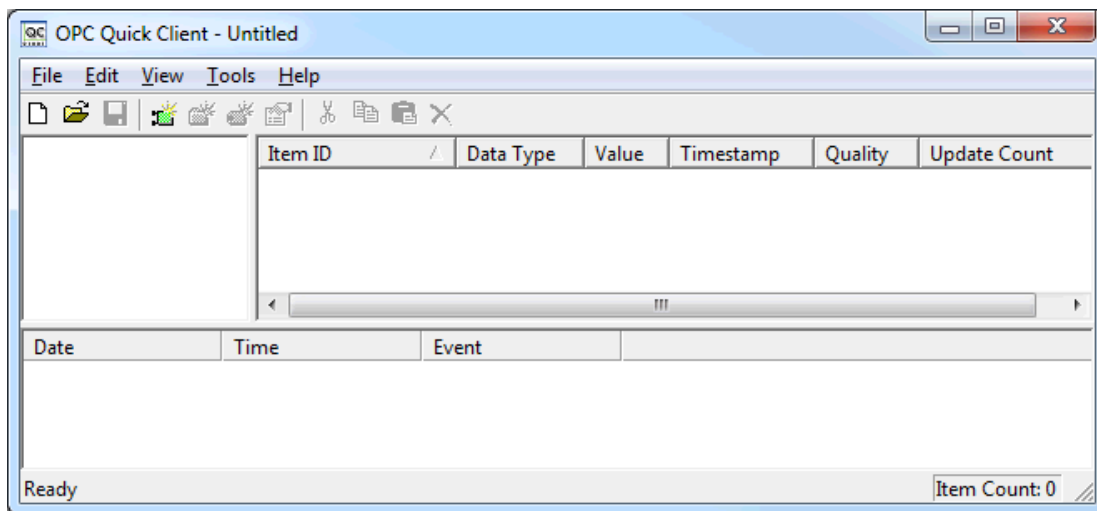 OPC Quick Client - Untitled
File Edit View Tools Help
Item ID Data Type Value Timestamp Quality Update Count
Date Time Event
Ready Item Count: 0